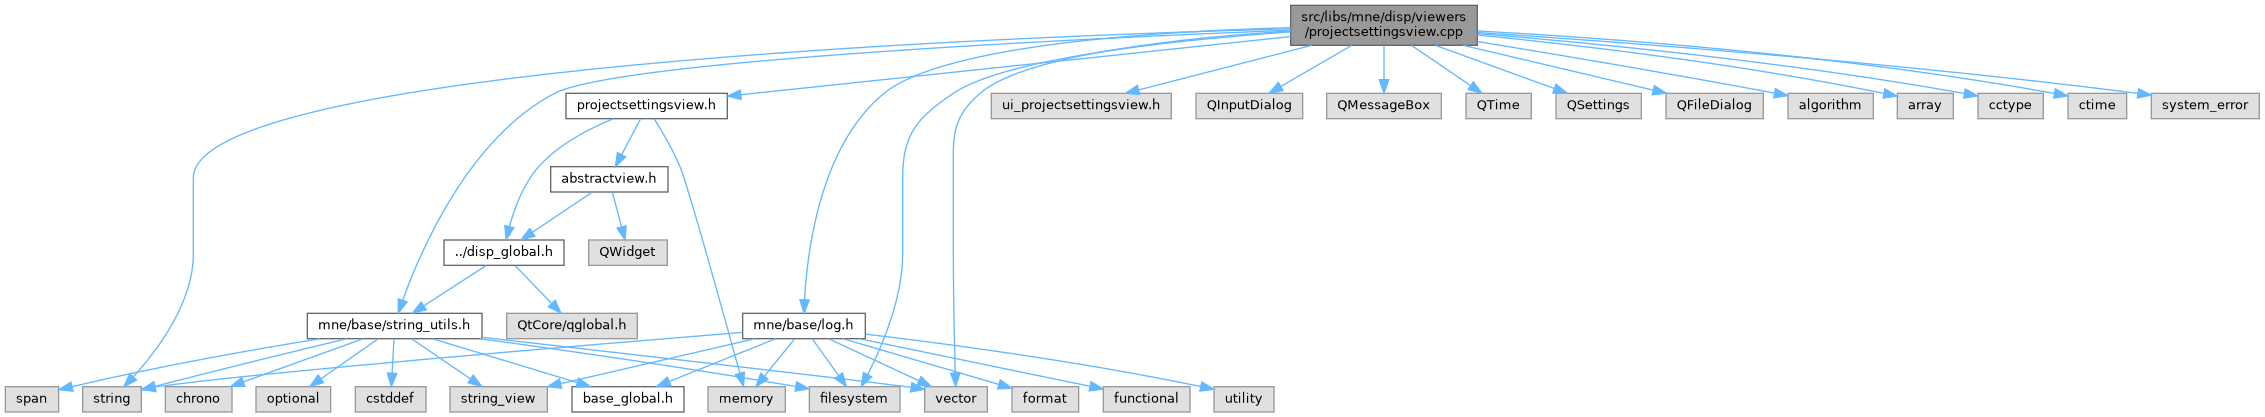 src/libs/mne/disp/viewers
/projectsettingsview.cpp
projectsettingsview.h
ui_projectsettingsview.h
QInputDialog
QMessageBox
QTime
QSettings
QFileDialog
algorithm
array
cctype
ctime
system_error
abstractview.h
../disp_global.h
QWidget
mne/base/string_utils.h
QtCore/qglobal.h
mne/base/log.h
span
string
chrono
optional
cstddef
string_view
base_global.h
memory
filesystem
vector
format
functional
utility